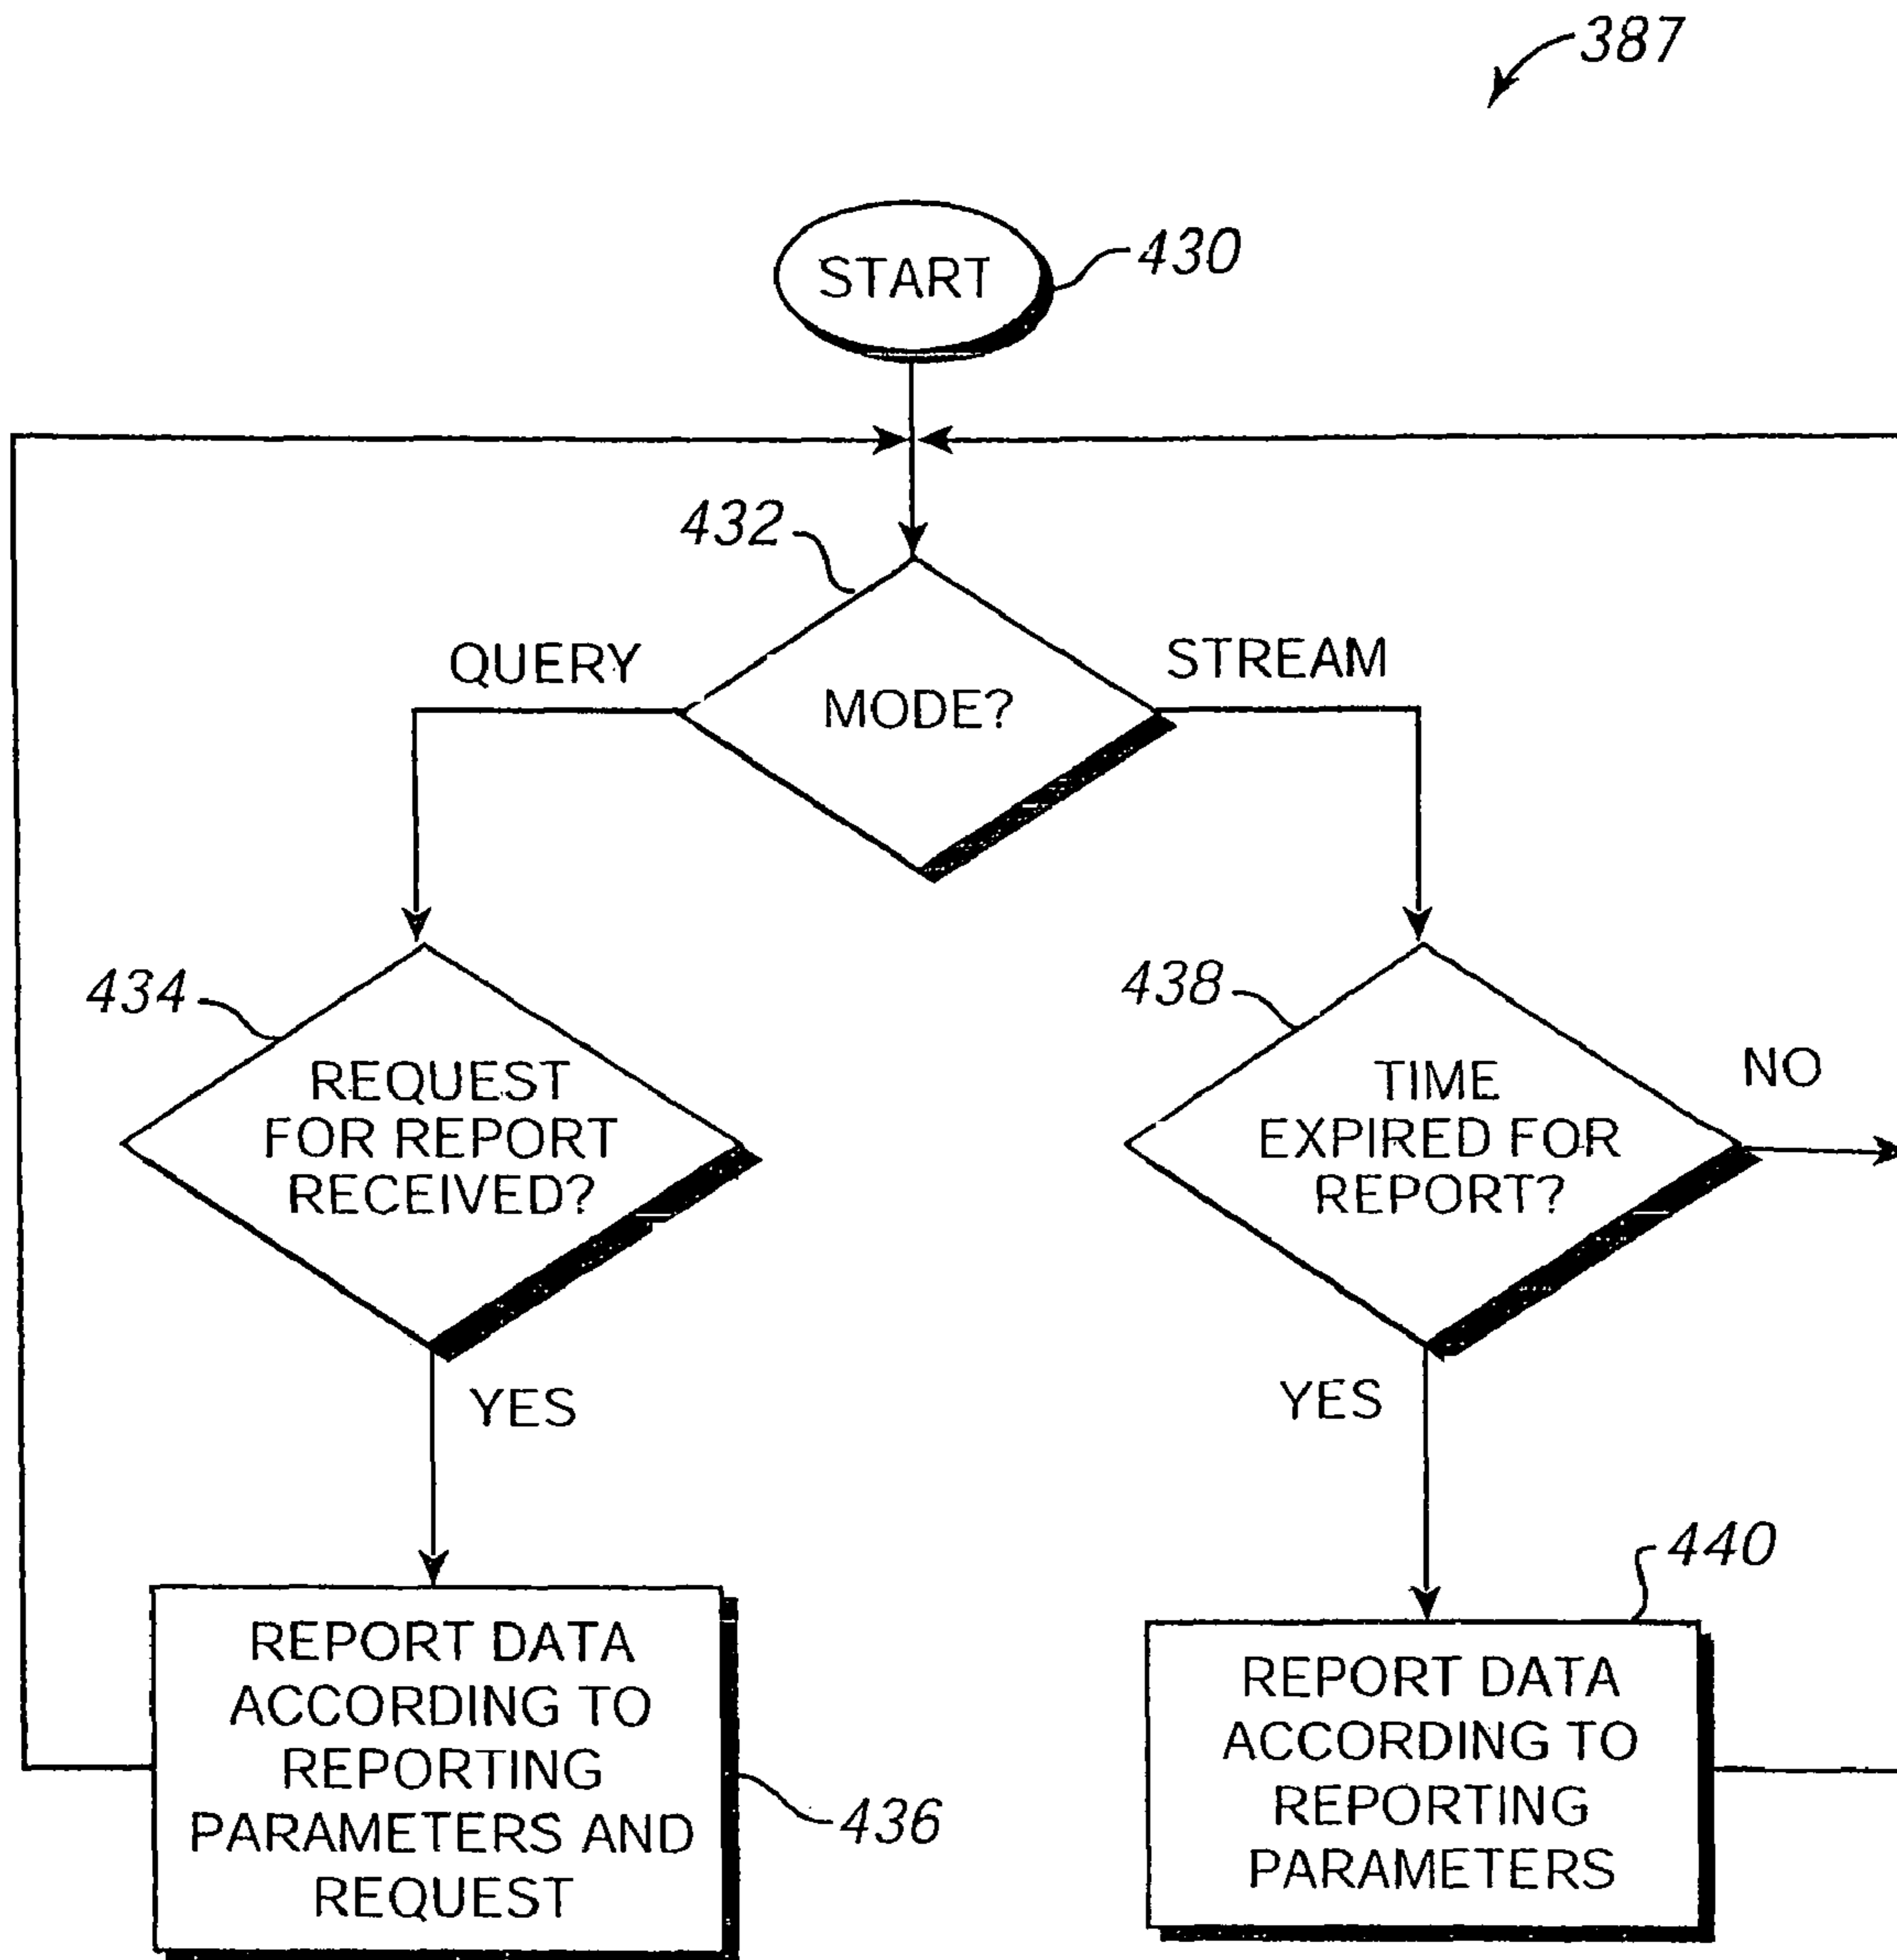 387
START
430
432
QUERY
STREAM
MODE?
434
438
REQUEST
FOR REPORT
RECEIVED?
TIME
EXPIRED FOR
REPORT?
NO
YES
YES
440
REPORT DATA
ACCORDING TO
REPORTING
PARAMETERS AND
REQUEST
436
REPORT DATA
ACCORDING TO
REPORTING
PARAMETERS